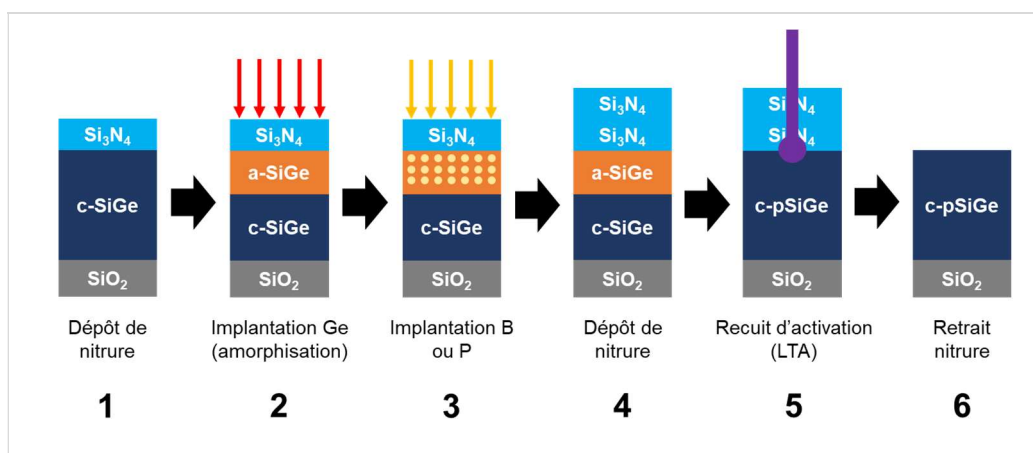 Si₃N₄
c-SiGe
SiO₂
Dépôt de
nitrure
1
Si₃N₄
a-SiGe
c-SiGe
SiO₂
Implantation Ge
(amorphisation)
2
Si₃N₄
c-SiGe
SiO₂
Implantation B
ou P
3
Si₃N₄
Si₃N₄
a-SiGe
c-SiGe
SiO₂
Dépôt de
nitrure
4
Si₃N₄
Si₃N₄
c-pSiGe
SiO₂
Recuit d'activation
(LTA)
5
c-pSiGe
SiO₂
Retrait
nitrure
6